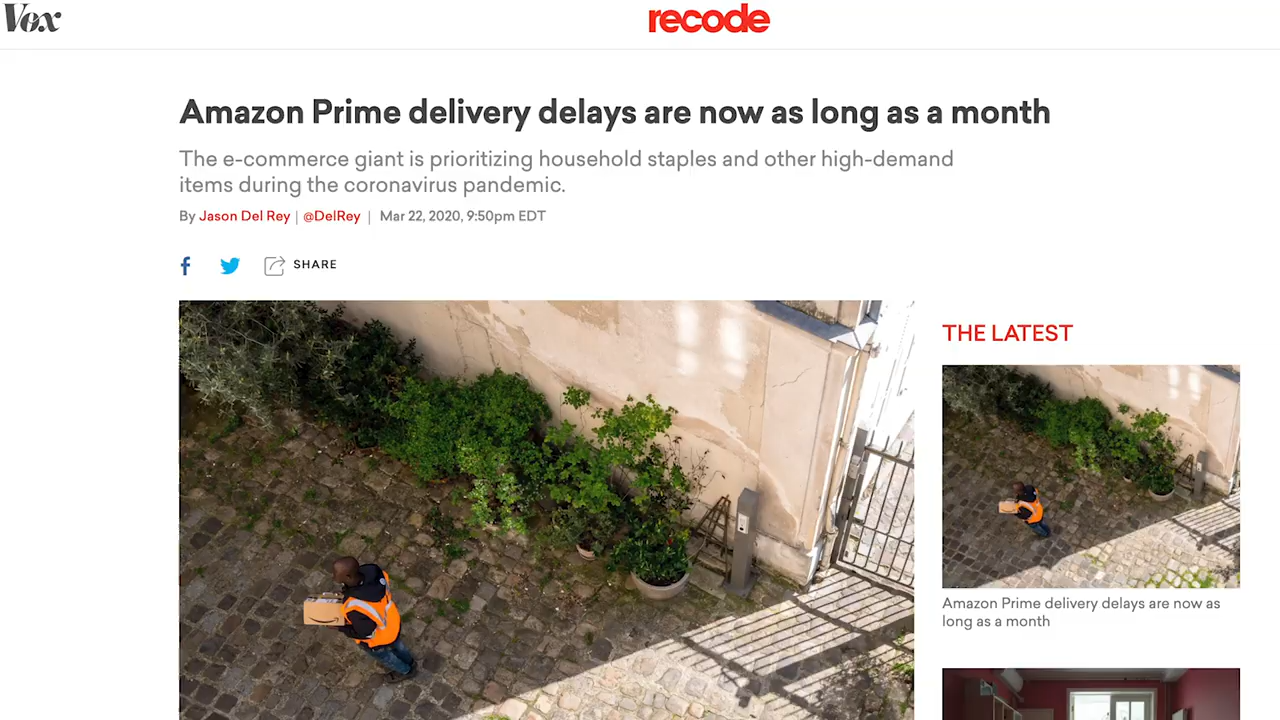 Vox
recode
Amazon Prime delivery delays are now as long as a month
The e-commerce giant is prioritizing household staples and other high-demand
items during the coronavirus pandemic.
By Jason Del Rey | @DelRey | Mar 22, 2020, 9:50pm EDT
SHARE
THE LATEST
Amazon Prime delivery delays are now as
long as a month